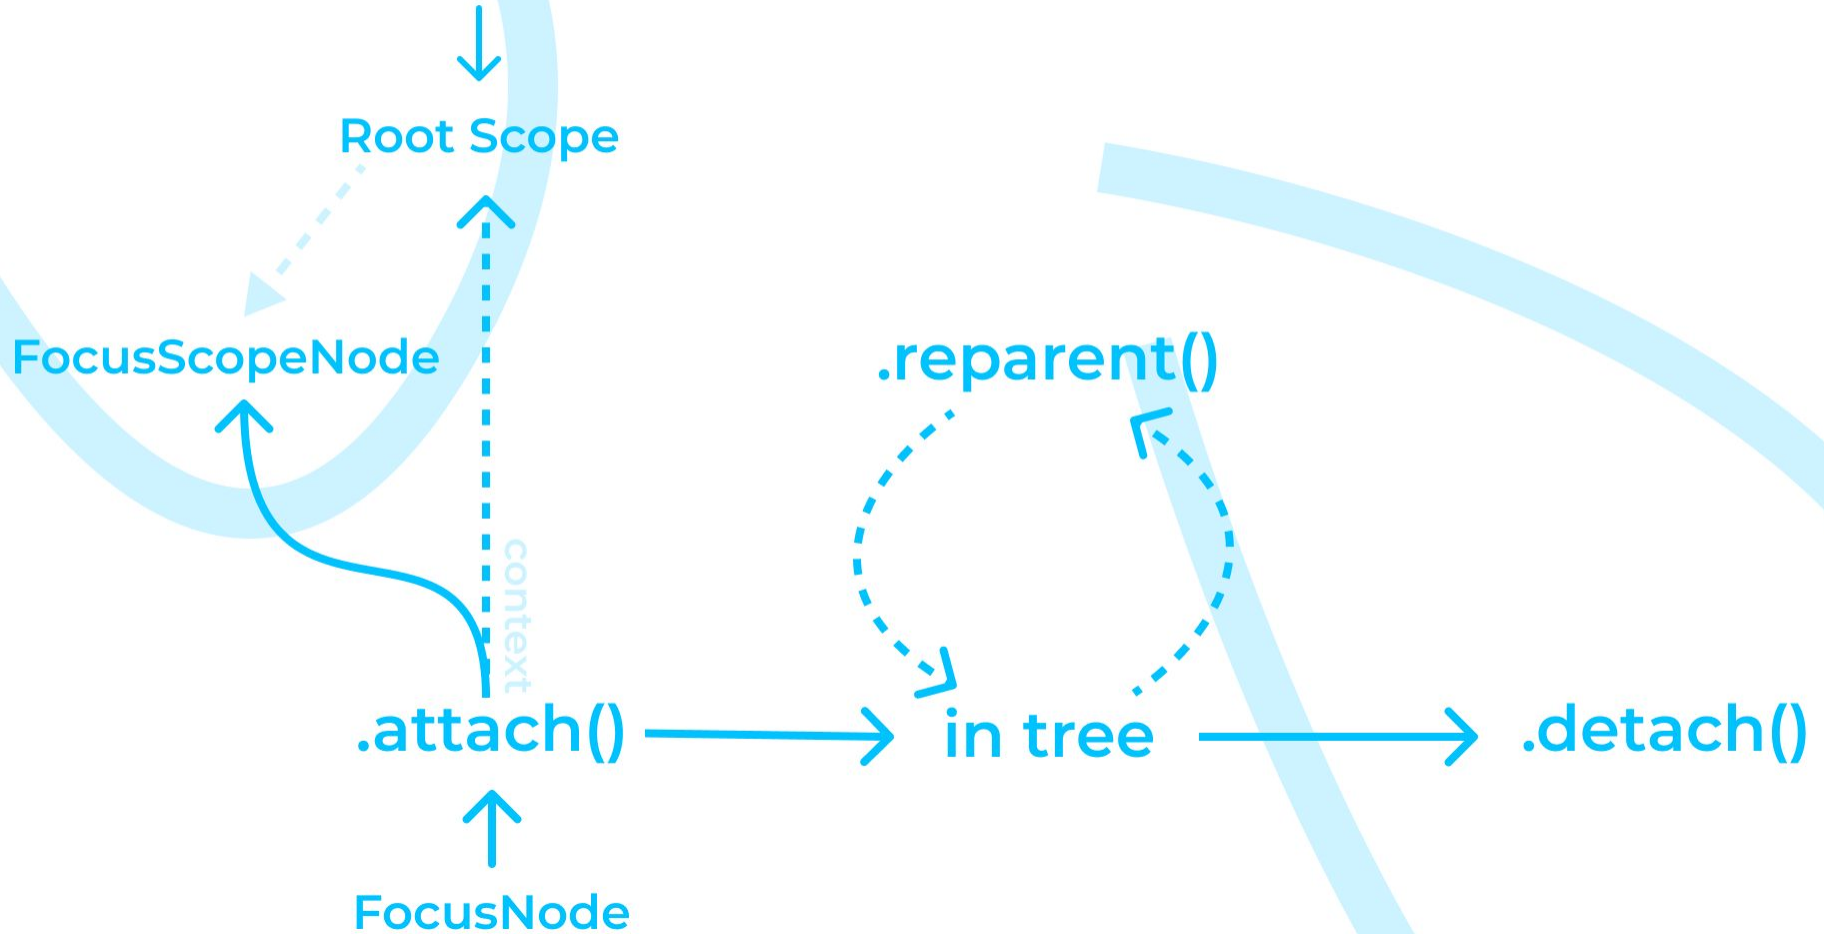 Root Scope
FocusScopeNode
.reparent()
context
.attach()
in tree
.detach()
FocusNode